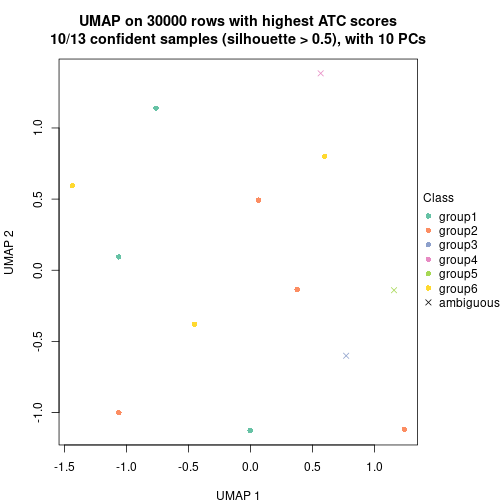 UMAP on 30000 rows with highest ATC scores
10/13 confident samples (silhouette > 0.5), with 10 PCs
UMAP 2
1.0
0.5
0.0
-0.5
-1.0
-1.5
-1.0
-0.5
0.0
0.5
1.0
UMAP 1
Class
group1
group2
group3
group4
group5
group6
ambiguous